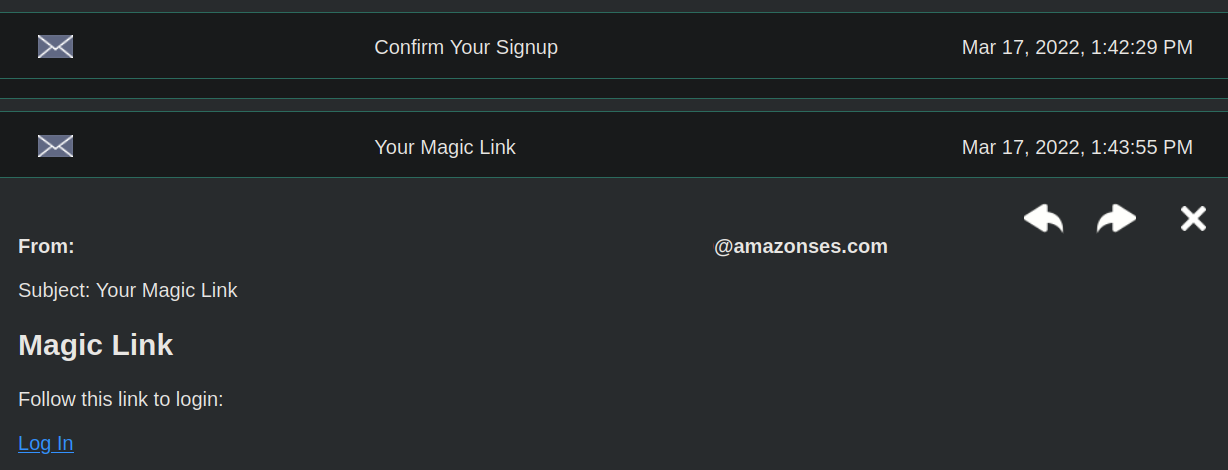 Confirm Your Signup Mar 17, 2022, 1:42:29 PM
Your Magic Link Mar 17, 2022, 1:43:55 PM
From: @amazonses.com
Subject: Your Magic Link
Magic Link
Follow this link to login:
Log In